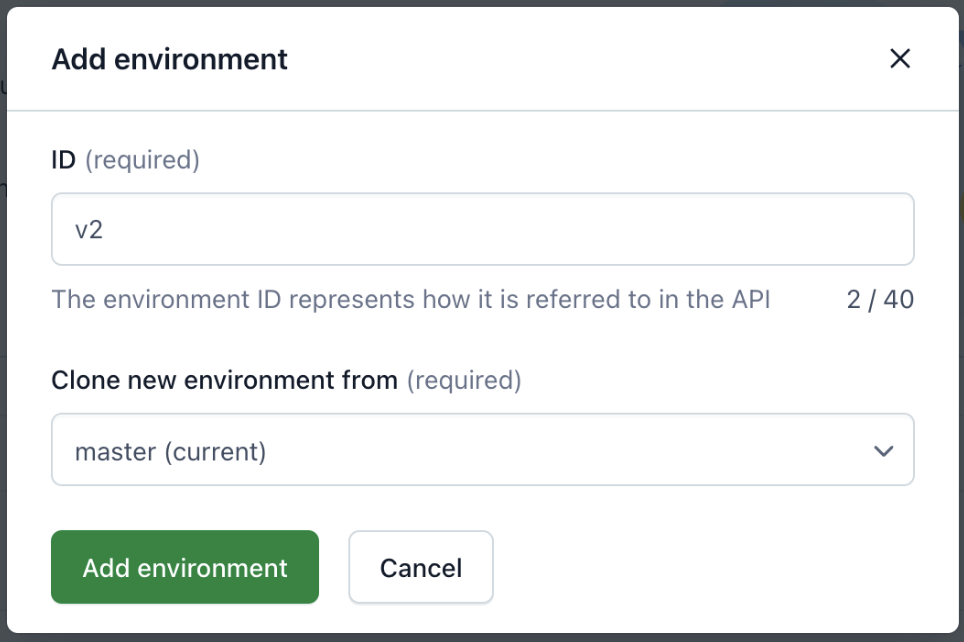 Add environment
ID (required)
v2
The environment ID represents how it is referred to in the API 2 / 40
Clone new environment from (required)
master (current)
Add environment Cancel